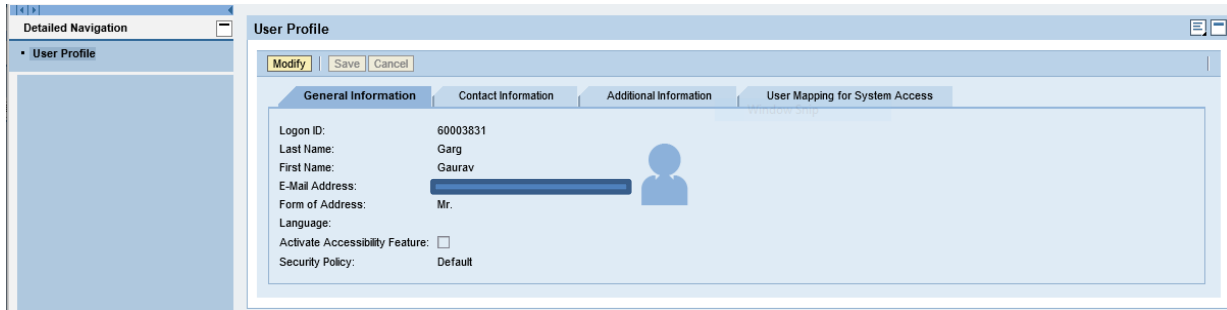 Detailed Navigation
• User Profile
User Profile
Modify Save Cancel
General Information Contact Information Additional Information User Mapping for System Access
Window Snip
Logon ID: 60003831
Last Name: Garg
First Name: Gaurav
E-Mail Address:
Form of Address: Mr.
Language:
Activate Accessibility Feature:
Security Policy: Default